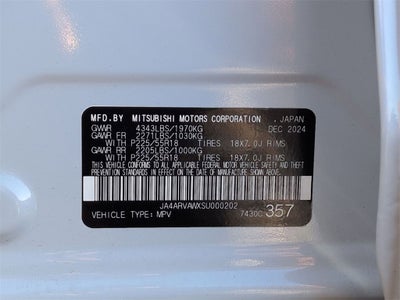 MFD.BY MITSUBISHI MOTORS CORPORATION , JAPAN
GVWR 4343LBS/1970KG DEC 2024
GAWR FR 2271LBS/1030KG
WITH P225/55R18 TIRES, 18X7.0J RIMS
GAWR RR 2205LBS/1000KG
WITH P225/55R18 TIRES, 18X7.0J RIMS
THIS VEHICLE CONFORMS TO ALL APPLICABLE FEDERAL MOTOR VEHICLE SAFETY, BUMPER AND THEFT PREVENTION STANDARDS IN EFFECT ON THE DATE OF MANUFACTURE SHOWN ABOVE.
JA4ARVAWXSU000202
VEHICLE TYPE: MPV 7430C 357